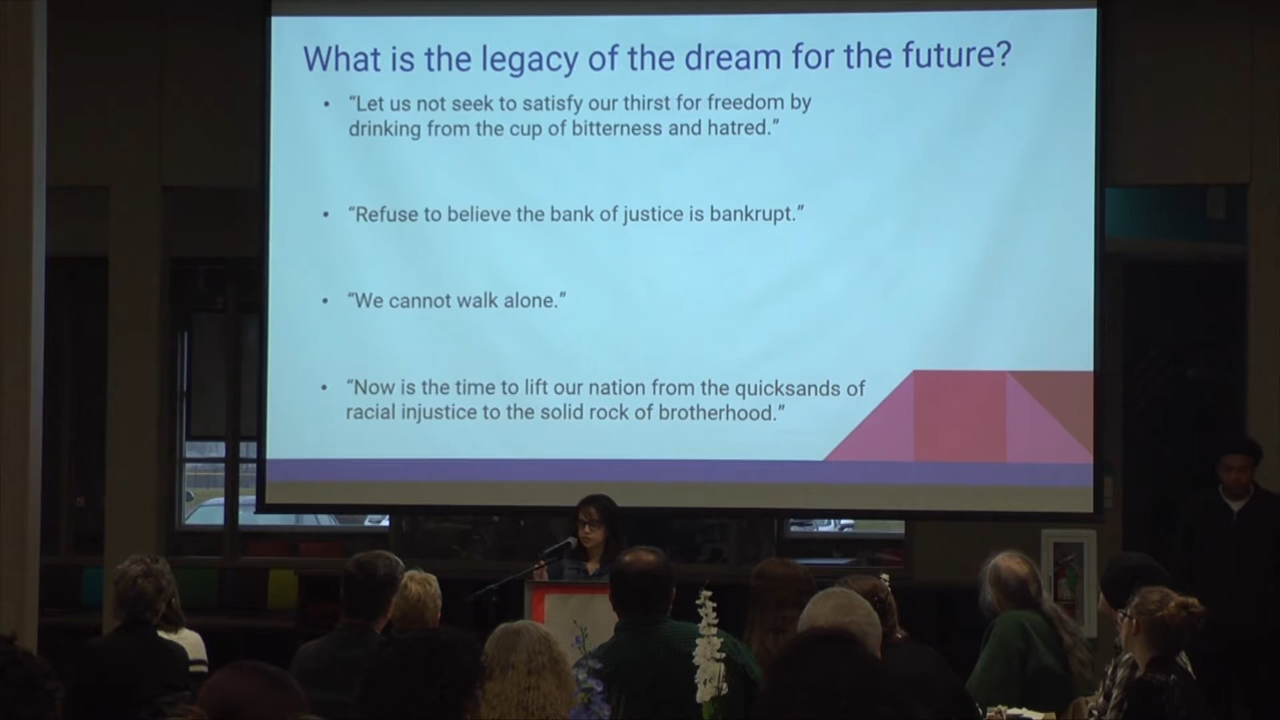 What is the legacy of the dream for the future?
• “Let us not seek to satisfy our thirst for freedom by
drinking from the cup of bitterness and hatred.”
• “Refuse to believe the bank of justice is bankrupt.”
• “We cannot walk alone.”
• “Now is the time to lift our nation from the quicksands of
racial injustice to the solid rock of brotherhood.”